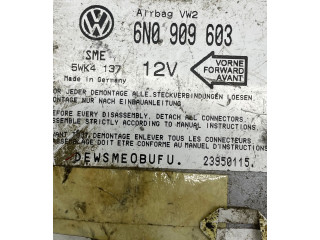 Airbag VW2
6N0 909 603
SME
5WK4 137
12V
VORNE
FORWARD
AVANT
Made in Germany
VOR JEDER DEMONTAGE ALLE STECKVERBINDUNGEN LOESEN.
MONTAGE NUR NACH EINBAUANLEITUNG.
BEFORE EVERY DISASSEMBLY, DETACH ALL CONNECTORS.
ASSEMBLE STRICTLY ACCORDING TO MANUAL INSTRUCTIONS.
AVANT TOUT DEMONTAGE ENLEVER TOUS LES CONNECTEURS
DOIT ETRE CONFORME AU MANUEL D'INSTRUCTIONS
DEWSMEOBUFU. 23950115.